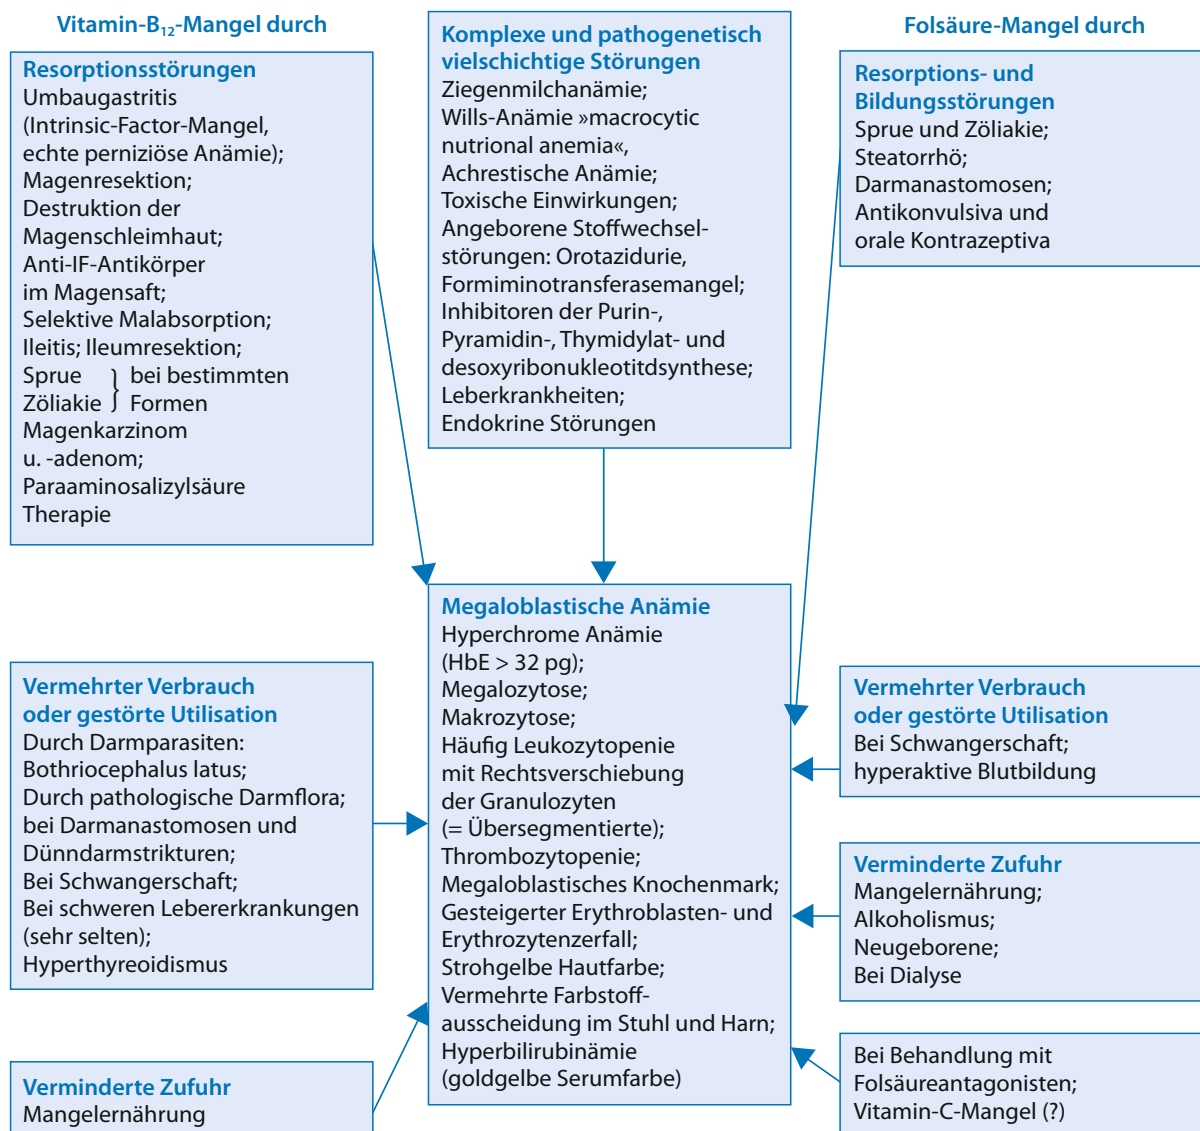 Vitamin-B₁₂-Mangel durch
Resorptionsstörungen
Umbaugastritis
(Intrinsic-Factor-Mangel,
echte perniziöse Anämie);
Magenresektion;
Destruktion der
Magenschleimhaut;
Anti-IF-Antikörper
im Magensaft;
Selektive Malabsorption;
Ileitis; Ileumresektion;
Sprue } bei bestimmten
Zöliakie } Formen
Magenkarzinom
u. -adenom;
Paraaminosalizylsäure
Therapie
Vermehrter Verbrauch
oder gestörte Utilisation
Durch Darmparasiten:
Bothriocephalus latus;
Durch pathologische Darmflora;
bei Darmanastomosen und
Dünndarmstrikturen;
Bei Schwangerschaft;
Bei schweren Lebererkrankungen
(sehr selten);
Hyperthyreoidismus
Verminderte Zufuhr
Mangelernährung
Komplexe und pathogenetisch
vielschichtige Störungen
Ziegenmilchanämie;
Wills-Anämie »macrocytic
nutrional anemia«,
Achrestische Anämie;
Toxische Einwirkungen;
Angeborene Stoffwechsel-
störungen: Orotazidurie,
Formiminotransferasemangel;
Inhibitoren der Purin-,
Pyramidin-, Thymidylat- und
desoxyribonukleotitdsynthese;
Leberkrankheiten;
Endokrine Störungen
Megaloblastische Anämie
Hyperchrome Anämie
(HbE > 32 pg);
Megalozytose;
Makrozytose;
Häufig Leukozytopenie
mit Rechtsverschiebung
der Granulozyten
(= Übersegmentierte);
Thrombozytopenie;
Megaloblastisches Knochenmark;
Gesteigerter Erythroblasten- und
Erythrozytenzerfall;
Strohgelbe Hautfarbe;
Vermehrte Farbstoff-
ausscheidung im Stuhl und Harn;
Hyperbilirubinämie
(goldgelbe Serumfarbe)
Folsäure-Mangel durch
Resorptions- und
Bildungsstörungen
Sprue und Zöliakie;
Steatorrhö;
Darmanastomosen;
Antikonvulsiva und
orale Kontrazeptiva
Vermehrter Verbrauch
oder gestörte Utilisation
Bei Schwangerschaft;
hyperaktive Blutbildung
Verminderte Zufuhr
Mangelernährung;
Alkoholismus;
Neugeborene;
Bei Dialyse
Bei Behandlung mit
Folsäureantagonisten;
Vitamin-C-Mangel (?)